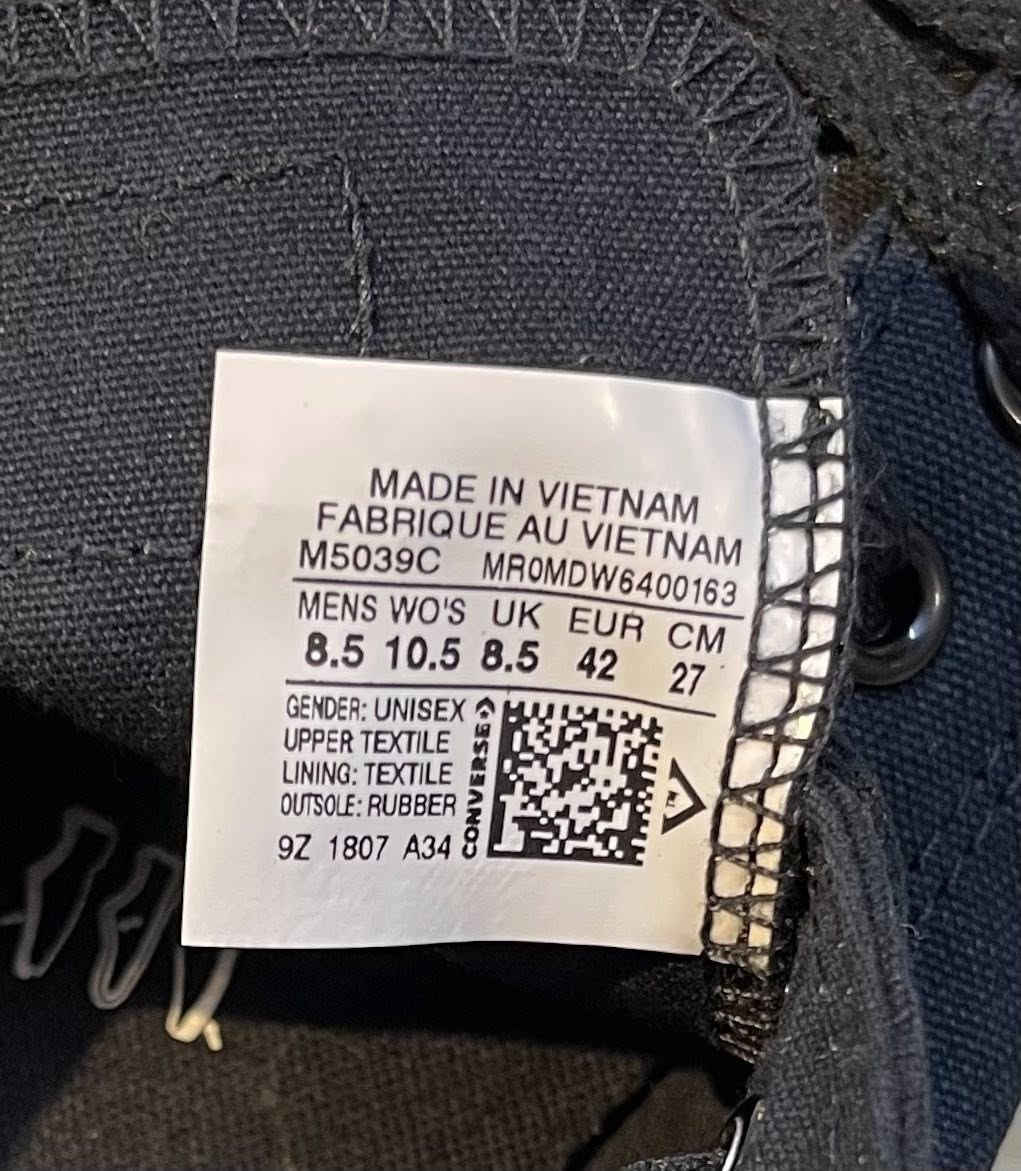 MADE IN VIETNAM
FABRIQUE AU VIETNAM
M5039C MR0MDW6400163
MENS WO'S UK EUR CM
8.5 10.5 8.5 42 27
GENDER: UNISEX
UPPER TEXTILE
LINING: TEXTILE
OUTSOLE: RUBBER
9Z 1807 A34
CONVERSE